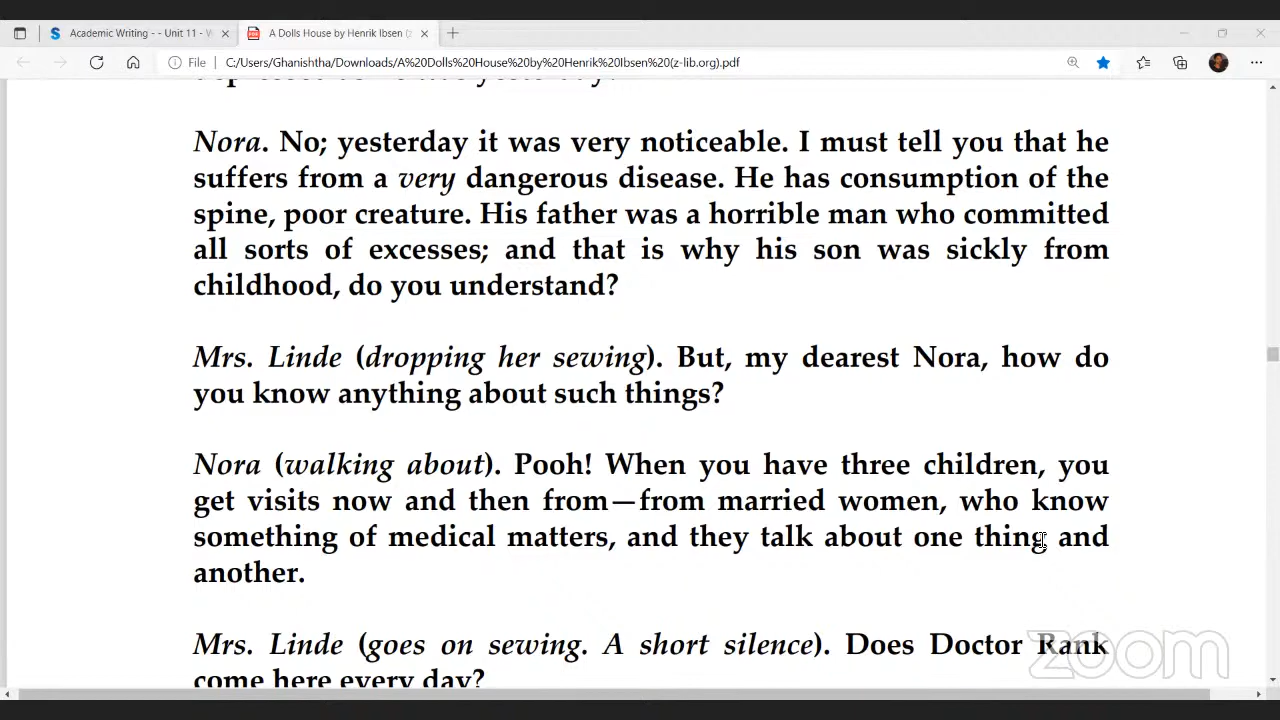 Academic Writing - - Unit 11 - W
A Dolls House by Henrik Ibsen (z
File
C:/Users/Ghanishtha/Downloads/A%20Dolls%20House%20by%20Henrik%20Ibsen%20(z-lib.org).pdf
Nora. No; yesterday it was very noticeable. I must tell you that he
suffers from a very dangerous disease. He has consumption of the
spine, poor creature. His father was a horrible man who committed
all sorts of excesses; and that is why his son was sickly from
childhood, do you understand?
Mrs. Linde (dropping her sewing). But, my dearest Nora, how do
you know anything about such things?
Nora (walking about). Pooh! When you have three children, you
get visits now and then from—from married women, who know
something of medical matters, and they talk about one thing and
another.
Mrs. Linde (goes on sewing. A short silence). Does Doctor Rank
come here every day?
zoom